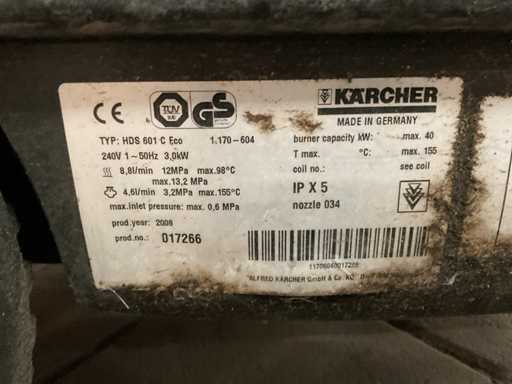 CE TÜV GS KÄRCHER
MADE IN GERMANY
TYP: HDS 601 C Eco 1.170-604 burner capacity kW: max. 40
240V 1~50Hz 3,0kW T max. °C: max. 155
8,8l/min 12MPa max.98°C coil no.: see coil
max.13,2 MPa
4,6l/min 3,2MPa max.155°C IP X 5
max.inlet pressure: max. 0,6 MPa nozzle 034
prod.year: 2008
prod.no.: 017266
ALFRED KÄRCHER GmbH & Co. KG